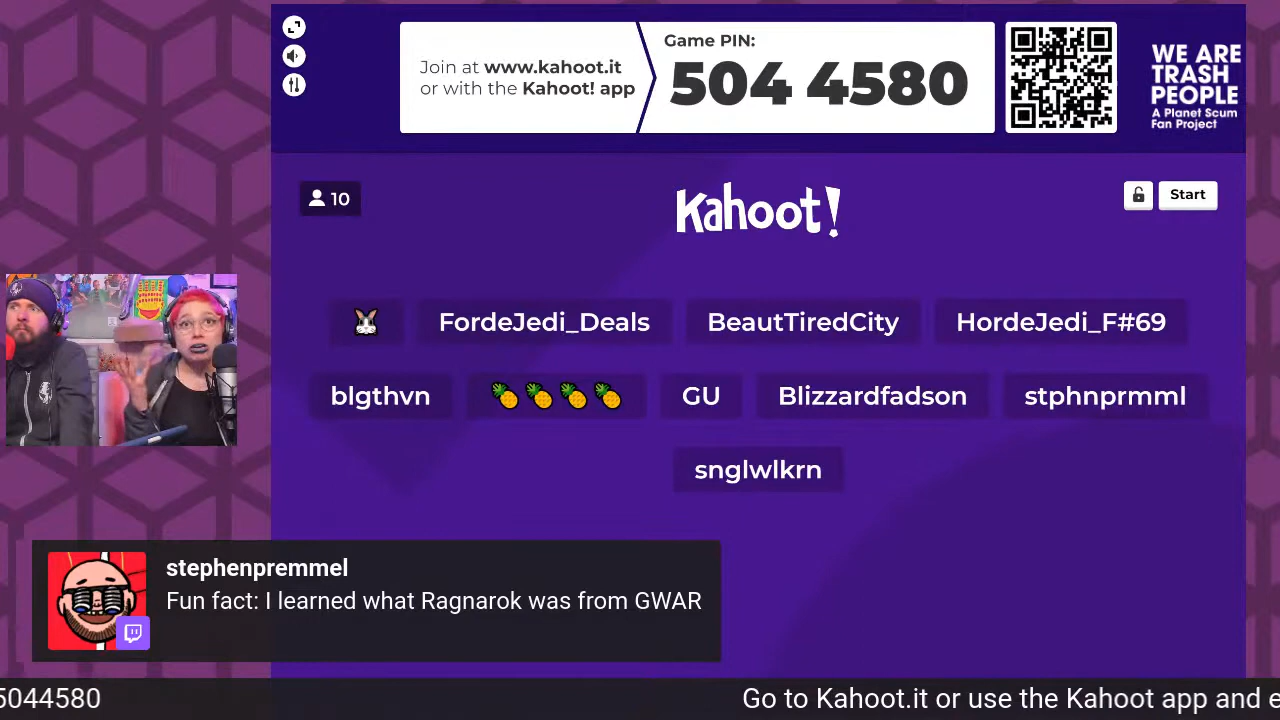 Join at www.kahoot.it
or with the Kahoot! app
Game PIN:
504 4580
WE ARE
TRASH
PEOPLE
A Planet Scum
Fan Project
10
Kahoot!
Start
FordeJedi_Deals
BeautTiredCity
HordeJedi_F#69
blgthvn
🍍🍍🍍🍍
GU
Blizzardfadson
stphnprmml
snglwlkrn
stephenpremmel
Fun fact: I learned what Ragnarok was from GWAR
5044580
Go to Kahoot.it or use the Kahoot app and e